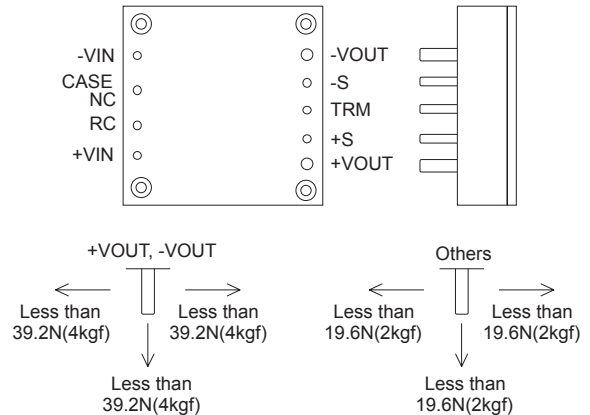 -VIN
CASE
NC
RC
+VIN
-VOUT
-S
TRM
+S
+VOUT
+VOUT, -VOUT
Less than
39.2N(4kgf)
Less than
39.2N(4kgf)
Less than
39.2N(4kgf)
Others
Less than
19.6N(2kgf)
Less than
19.6N(2kgf)
Less than
19.6N(2kgf)